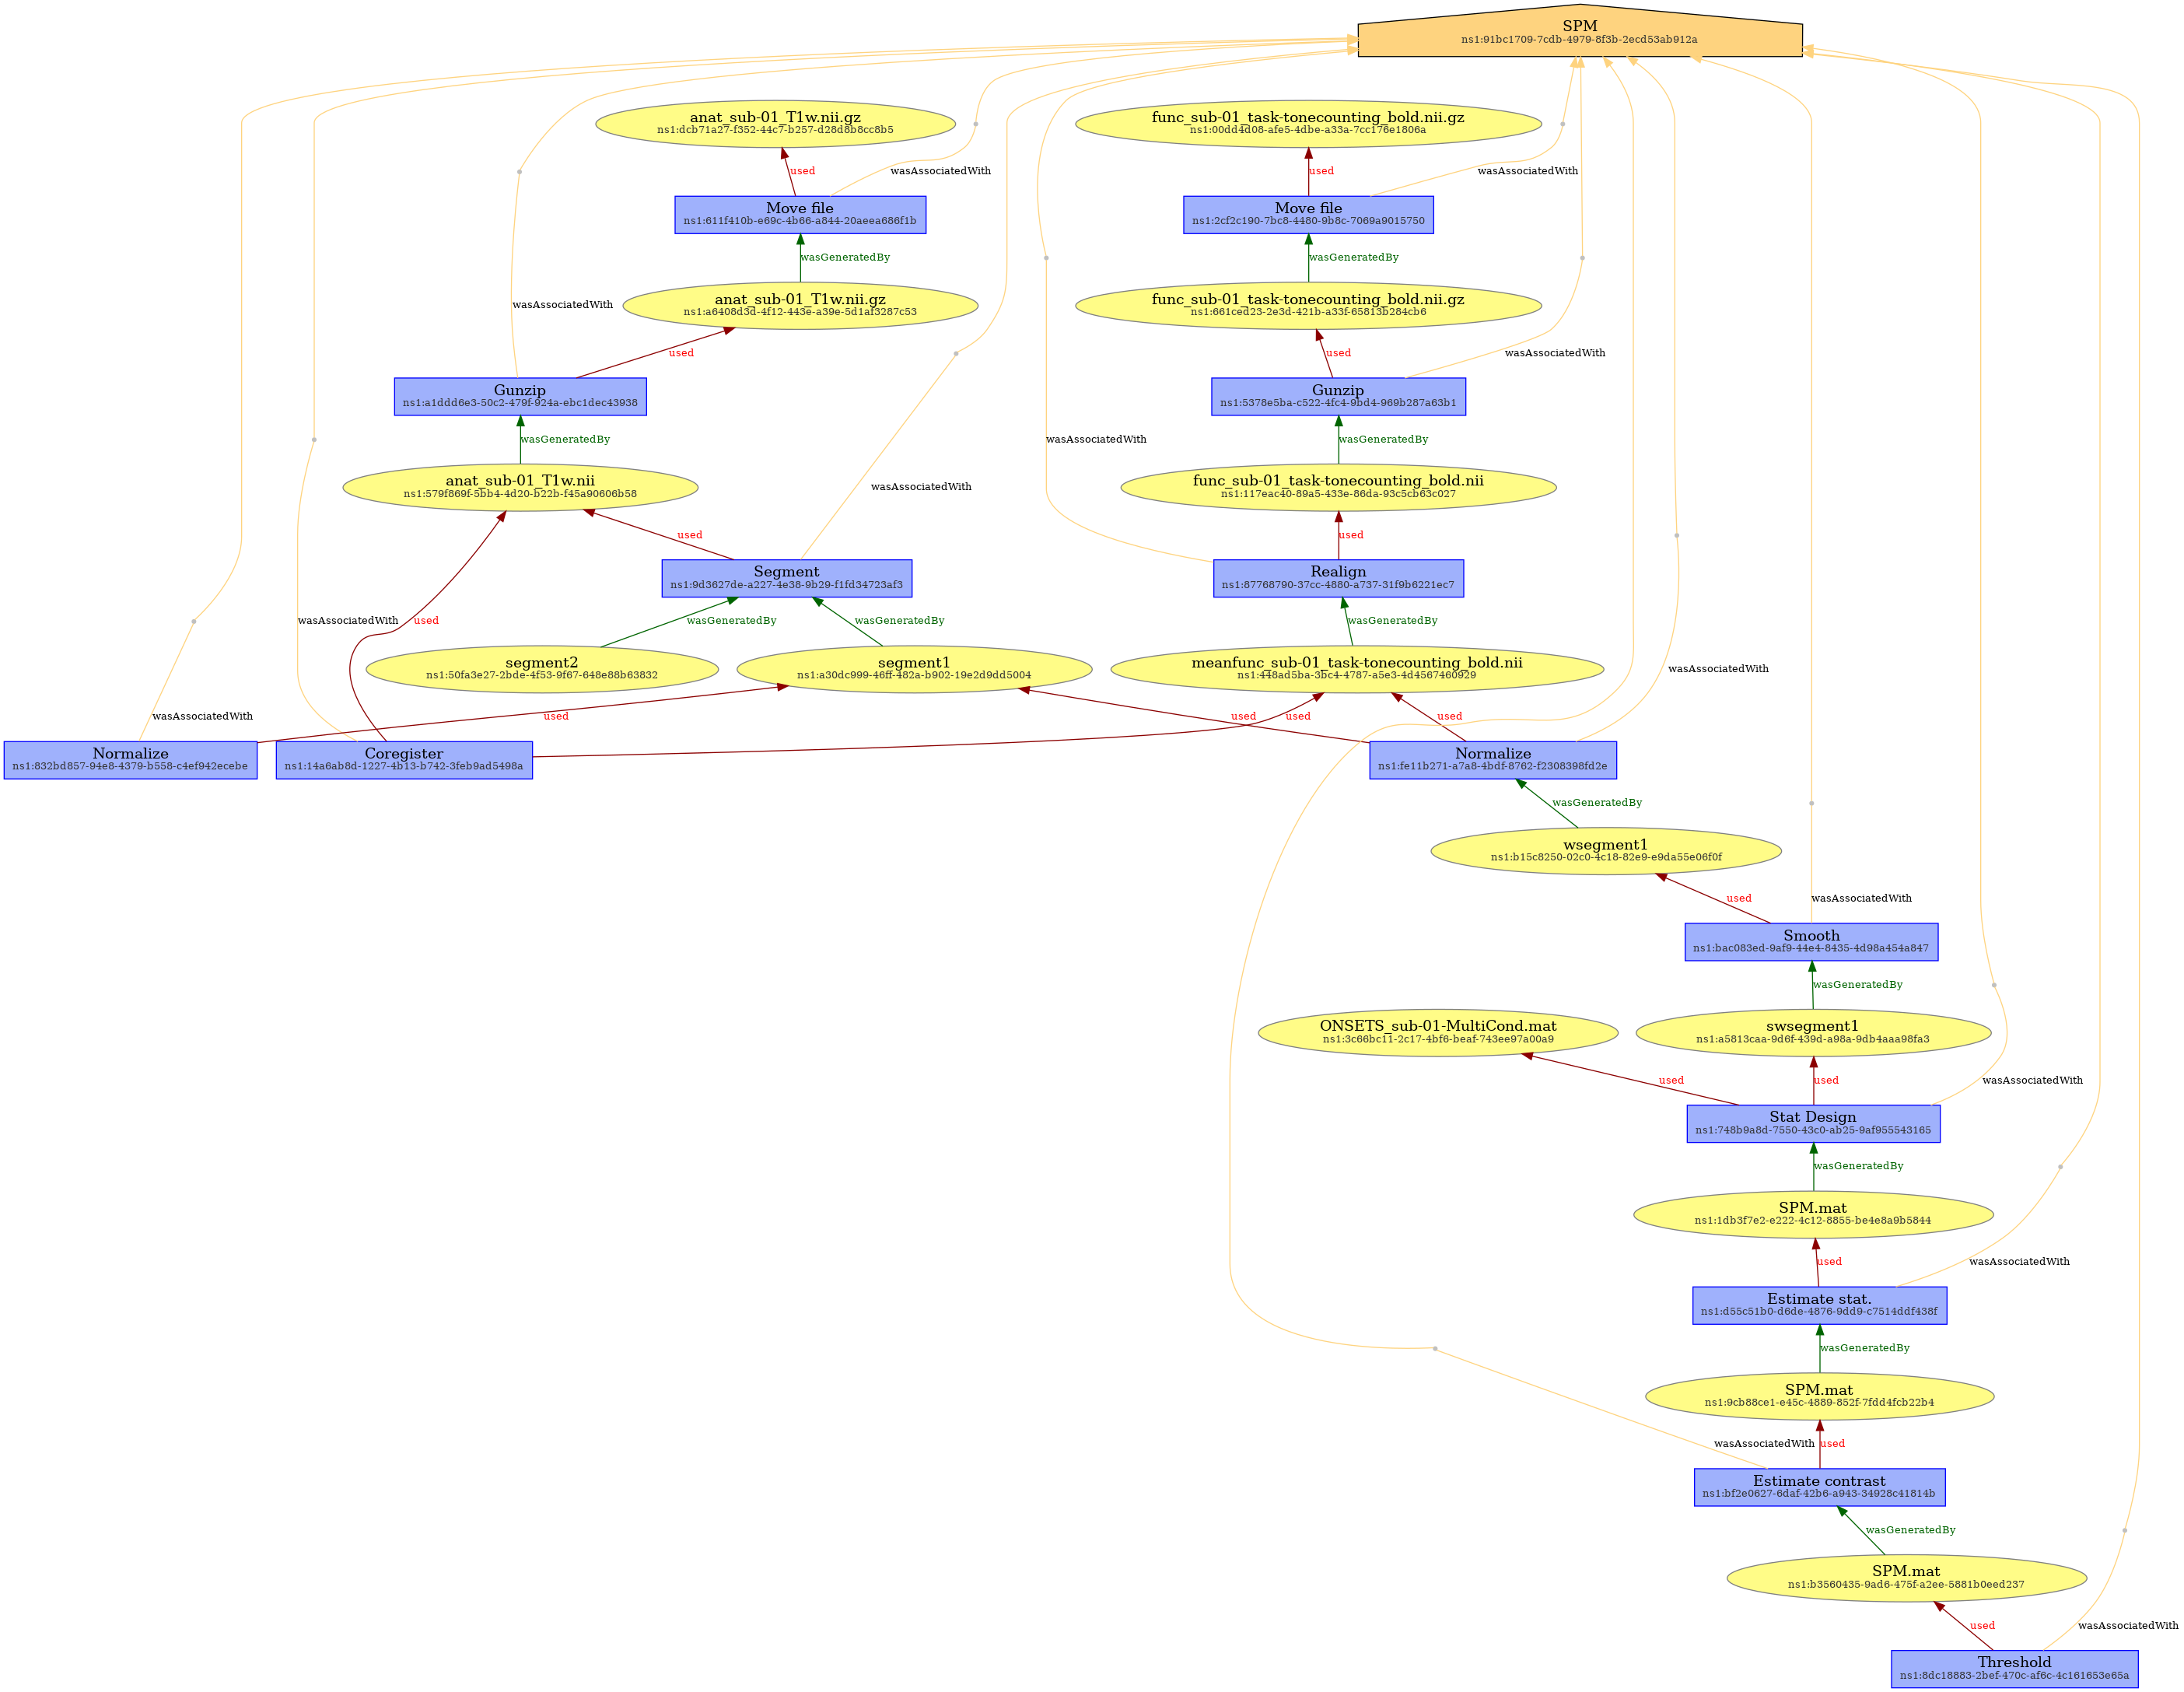 SPM
ns1:91bc1709-7cdb-4979-8f3b-2ecd53ab912a
anat_sub-01_T1w.nii.gz
ns1:dcb71a27-f352-44c7-b257-d28d8b8cc8b5
func_sub-01_task-tonecounting_bold.nii.gz
ns1:00dd4d08-afe5-4dbe-a33a-7cc176e1806a
used
wasAssociatedWith
used
wasAssociatedWith
Move file
ns1:611f410b-e69c-4b66-a844-20aeea686f1b
Move file
ns1:2cf2c190-7bc8-4480-9b8c-7069a9015750
wasGeneratedBy
wasGeneratedBy
wasAssociatedWith
anat_sub-01_T1w.nii.gz
ns1:a6408d3d-4f12-443e-a39e-5d1af3287c53
func_sub-01_task-tonecounting_bold.nii.gz
ns1:661ced23-2e3d-421b-a33f-65813b284cb6
used
used
wasAssociatedWith
Gunzip
ns1:a1ddd6e3-50c2-479f-924a-ebc1dec43938
Gunzip
ns1:5378e5ba-c522-4fc4-9bd4-969b287a63b1
wasGeneratedBy
wasAssociatedWith
wasGeneratedBy
anat_sub-01_T1w.nii
ns1:579f869f-5bb4-4d20-b22b-f45a90606b58
wasAssociatedWith
func_sub-01_task-tonecounting_bold.nii
ns1:117eac40-89a5-433e-86da-93c5cb63c027
used
used
Segment
ns1:9d3627de-a227-4e38-9b29-f1fd34723af3
Realign
ns1:87768790-37cc-4880-a737-31f9b6221ec7
wasAssociatedWith
used
wasGeneratedBy
wasGeneratedBy
wasGeneratedBy
segment2
ns1:50fa3e27-2bde-4f53-9f67-648e88b63832
segment1
ns1:a30dc999-46ff-482a-b902-19e2d9dd5004
meanfunc_sub-01_task-tonecounting_bold.nii
ns1:448ad5ba-3bc4-4787-a5e3-4d4567460929
wasAssociatedWith
wasAssociatedWith
used
used
used
used
Normalize
ns1:832bd857-94e8-4379-b558-c4ef942ecebe
Coregister
ns1:14a6ab8d-1227-4b13-b742-3feb9ad5498a
Normalize
ns1:fe11b271-a7a8-4bdf-8762-f2308398fd2e
wasGeneratedBy
wsegment1
ns1:b15c8250-02c0-4c18-82e9-e9da55e06f0f
used
wasAssociatedWith
Smooth
ns1:bac083ed-9af9-44e4-8435-4d98a454a847
wasGeneratedBy
ONSETS_sub-01-MultiCond.mat
ns1:3c66bc11-2c17-4bf6-beaf-743ee97a00a9
swsegment1
ns1:a5813caa-9d6f-439d-a98a-9db4aaa98fa3
used
used
wasAssociatedWith
Stat Design
ns1:748b9a8d-7550-43c0-ab25-9af955543165
wasGeneratedBy
SPM.mat
ns1:1db3f7e2-e222-4c12-8855-be4e8a9b5844
used
wasAssociatedWith
Estimate stat.
ns1:d55c51b0-d6de-4876-9dd9-c7514ddf438f
wasGeneratedBy
SPM.mat
ns1:9cb88ce1-e45c-4889-852f-7fdd4fcb22b4
wasAssociatedWith
used
Estimate contrast
ns1:bf2e0627-6daf-42b6-a943-34928c41814b
wasGeneratedBy
SPM.mat
ns1:b3560435-9ad6-475f-a2ee-5881b0eed237
used
wasAssociatedWith
Threshold
ns1:8dc18883-2bef-470c-af6c-4c161653e65a